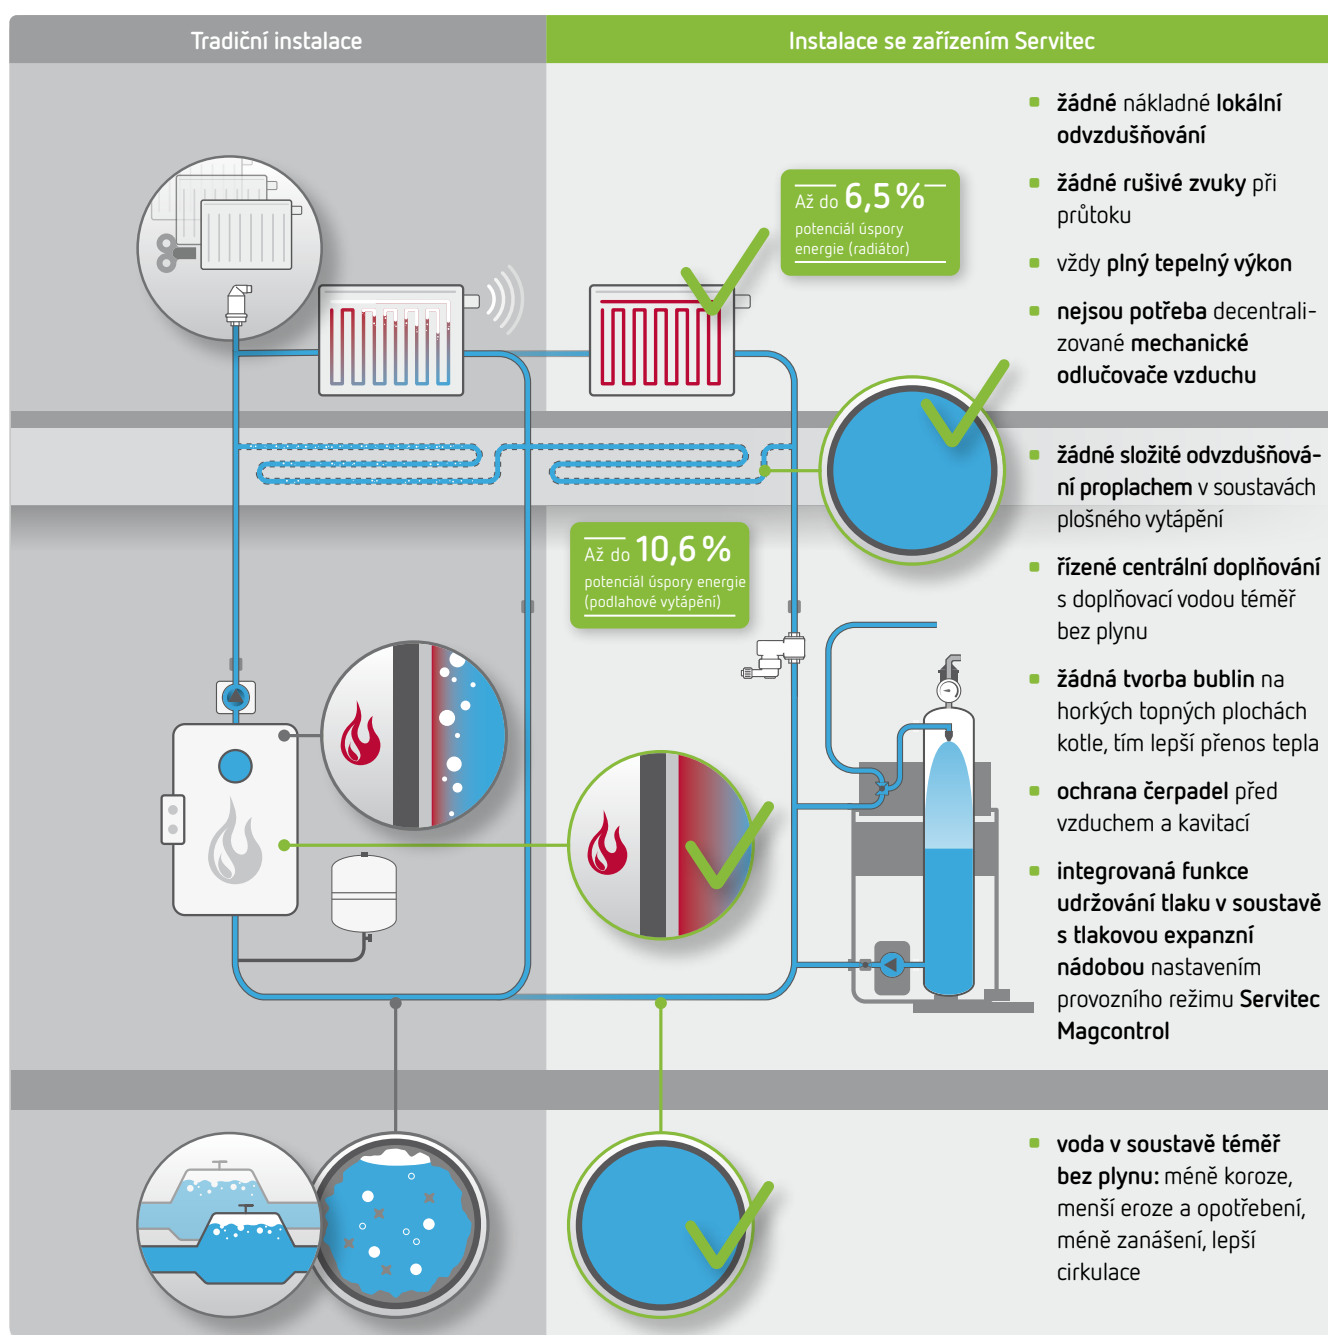 Tradiční instalace
Instalace se zařízením Servitec
Až do 6,5 %
potenciál úspory
energie (radiátor)
Až do 10,6 %
potenciál úspory energie
(podlahové vytápění)
žádné nákladné lokální
odvzdušňování
žádné rušivé zvuky při
průtoku
vždy plný tepelný výkon
nejsou potřeba decentrali-
zované mechanické
odlučovače vzduchu
žádné složité odvzdušňová-
ní proplachem v soustavách
plošného vytápění
řízené centrální doplňování
s doplňovací vodou téměř
bez plynu
žádná tvorba bublin na
horkých topných plochách
kotle, tím lepší přenos tepla
ochrana čerpadel před
vzduchem a kavitací
integrovaná funkce
udržování tlaku v soustavě
s tlakovou expanzní
nádobou nastavením
provozního režimu Servitec
Magcontrol
voda v soustavě téměř
bez plynu: méně koroze,
menší eroze a opotřebení,
méně zanášení, lepší
cirkulace